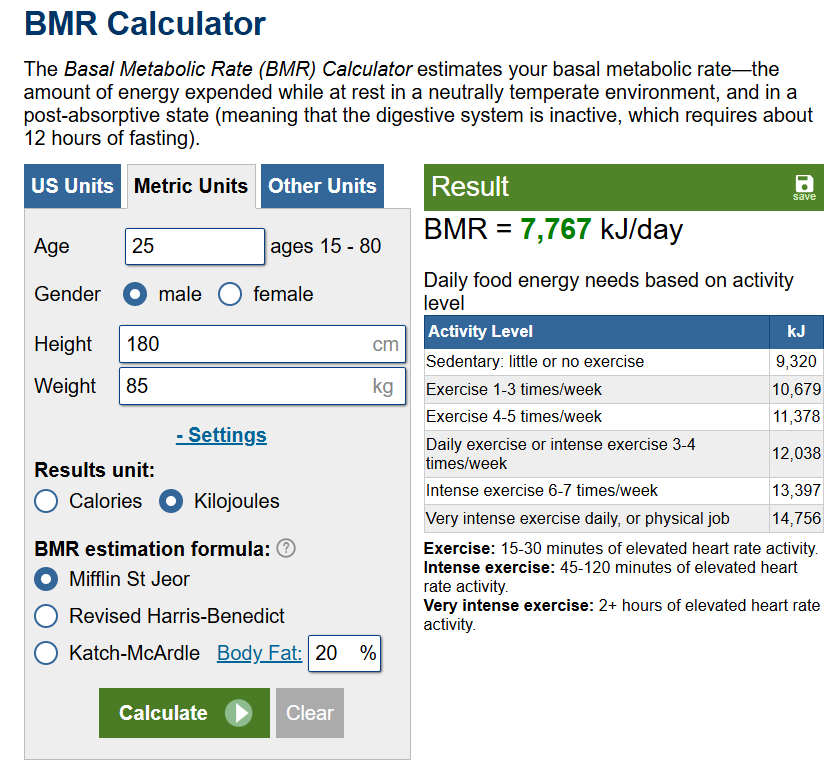 BMR Calculator
The Basal Metabolic Rate (BMR) Calculator estimates your basal metabolic rate—the
amount of energy expended while at rest in a neutrally temperate environment, and in a
post-absorptive state (meaning that the digestive system is inactive, which requires about
12 hours of fasting).
US Units Metric Units Other Units
Age 25 ages 15 - 80
Gender male female
Height 180 cm
Weight 85 kg
- Settings
Results unit:
Calories Kilojoules
BMR estimation formula: ?
Mifflin St Jeor
Revised Harris-Benedict
Katch-McArdle Body Fat: 20 %
Calculate Clear
Result save
BMR = 7,767 kJ/day
Daily food energy needs based on activity
level
Activity Level kJ
Sedentary: little or no exercise 9,320
Exercise 1-3 times/week 10,679
Exercise 4-5 times/week 11,378
Daily exercise or intense exercise 3-4
times/week 12,038
Intense exercise 6-7 times/week 13,397
Very intense exercise daily, or physical job 14,756
Exercise: 15-30 minutes of elevated heart rate activity.
Intense exercise: 45-120 minutes of elevated heart
rate activity.
Very intense exercise: 2+ hours of elevated heart rate
activity.